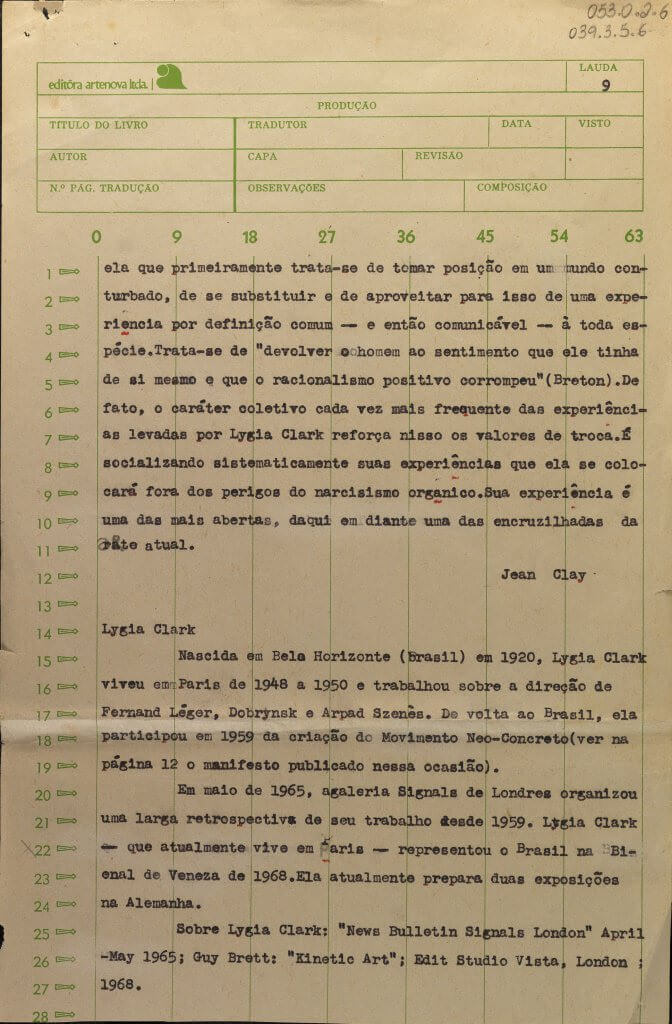 053.0.2.6
039.3.5.6
editôra artenova ltda.
LAUDA
9
PRODUÇÃO
TÍTULO DO LIVRO TRADUTOR DATA VISTO
AUTOR CAPA REVISÃO
N.º PÁG. TRADUÇÃO OBSERVAÇÕES COMPOSIÇÃO
0 9 18 27 36 45 54 63
1 ela que primeiramente trata-se de tomar posição em um mundo con-
2 turbado, de se substituir e de aproveitar para isso de uma expe-
3 riencia por definição comum — e então comunicável — à toda es-
4 pécie.Trata-se de "devolver o homem ao sentimento que ele tinha
5 de si mesmo e que o racionalismo positivo corrompeu"(Breton).De
6 fato, o caráter coletivo cada vez mais frequente das experiênci-
7 as levadas por Lygia Clark reforça nisso os valores de troca.É
8 socializando sistematicamente suas experiências que ela se colo-
9 cará fora dos perigos do narcisismo organico.Sua experiência é
10 uma das mais abertas, daqui em diante uma das encruzilhadas da
11 arte atual.
12 Jean Clay
13
14 Lygia Clark
15 Nascida em Belo Horizonte (Brasil) em 1920, Lygia Clark
16 viveu em Paris de 1948 a 1950 e trabalhou sobre a direção de
17 Fernand Léger, Dobrynsk e Arpad Szenès. De volta ao Brasil, ela
18 participou em 1959 da criação do Movimento Neo-Concreto(ver na
19 página 12 o manifesto publicado nessa ocasião).
20 Em maio de 1965, agaleria Signals de Londres organizou
21 uma larga retrospectiva de seu trabalho desde 1959. Lygia Clark
22 — que atualmente vive em Paris — representou o Brasil na Bi-
23 enal de Veneza de 1968.Ela atualmente prepara duas exposições
24 na Alemanha.
25 Sobre Lygia Clark: "News Bulletin Signals London" April
26 -May 1965; Guy Brett: "Kinetic Art"; Edit Studio Vista, London ;
27 1968.
28